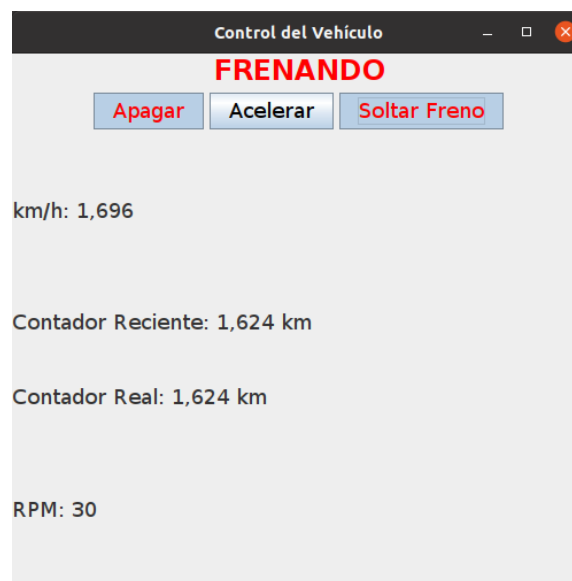 Control del Vehículo
FRENANDO
Apagar Acelerar Soltar Freno
km/h: 1,696
Contador Reciente: 1,624 km
Contador Real: 1,624 km
RPM: 30